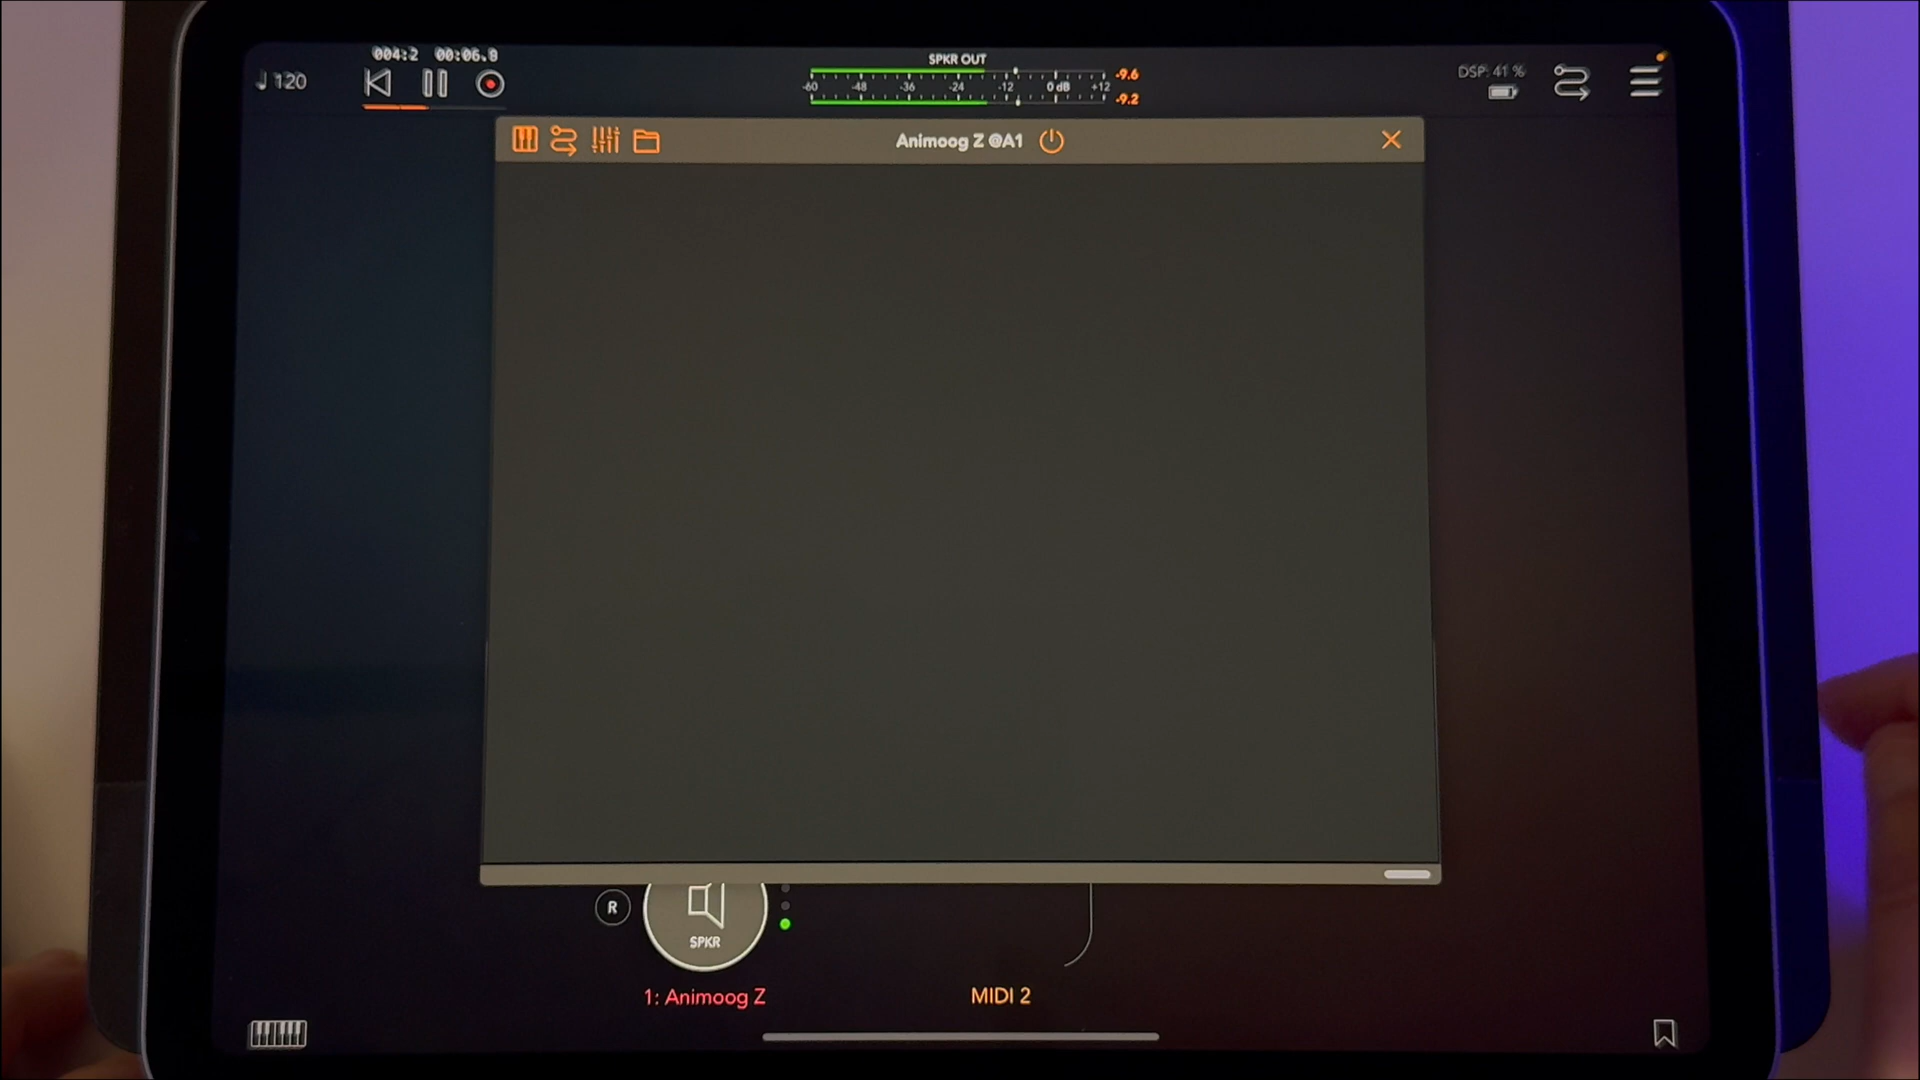 004:2 00:06.8
120
SPKR OUT
-60 -48 -36 -24 -12 0 dB +12
-9.6
-9.2
DSP: 41 %
Animoog Z @A1
R
SPKR
1: Animoog Z
MIDI 2